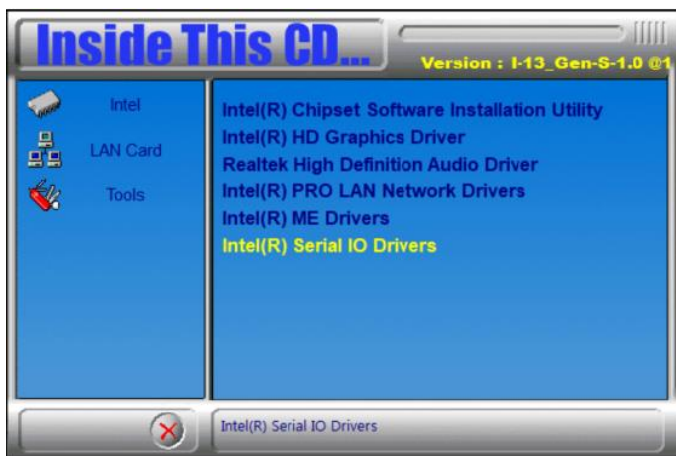 Inside This CD...
Version : I-13_Gen-S-1.0 @1
Intel
LAN Card
Tools
Intel(R) Chipset Software Installation Utility
Intel(R) HD Graphics Driver
Realtek High Definition Audio Driver
Intel(R) PRO LAN Network Drivers
Intel(R) ME Drivers
Intel(R) Serial IO Drivers
Intel(R) Serial IO Drivers